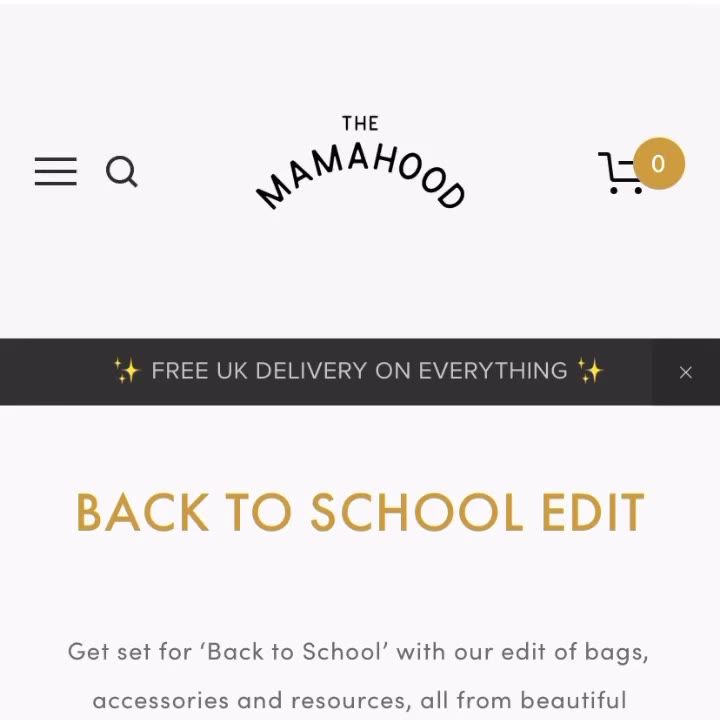 THE
MAMAHOOD
0
✨ FREE UK DELIVERY ON EVERYTHING ✨ ×
BACK TO SCHOOL EDIT
Get set for ‘Back to School’ with our edit of bags,
accessories and resources, all from beautiful